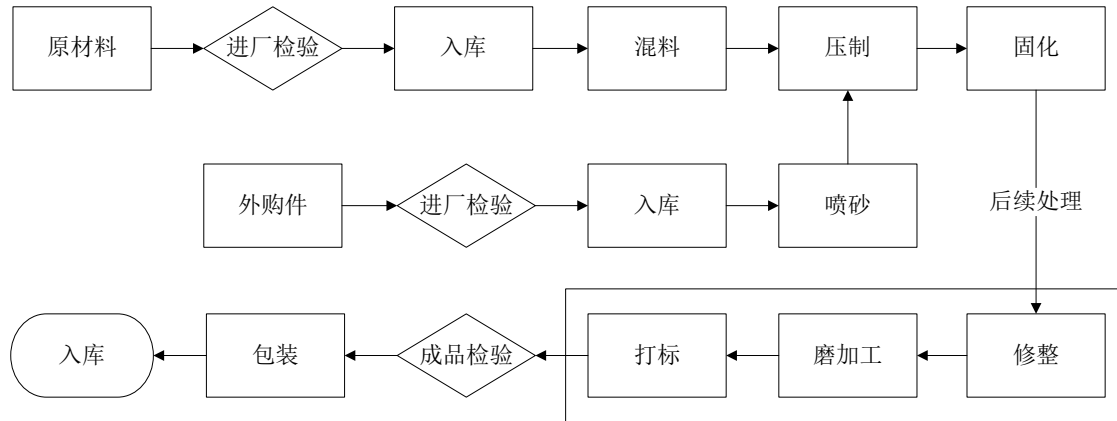 原材料
进厂检验
入库
混料
压制
固化
外购件
进厂检验
入库
喷砂
后续处理
入库
包装
成品检验
打标
磨加工
修整